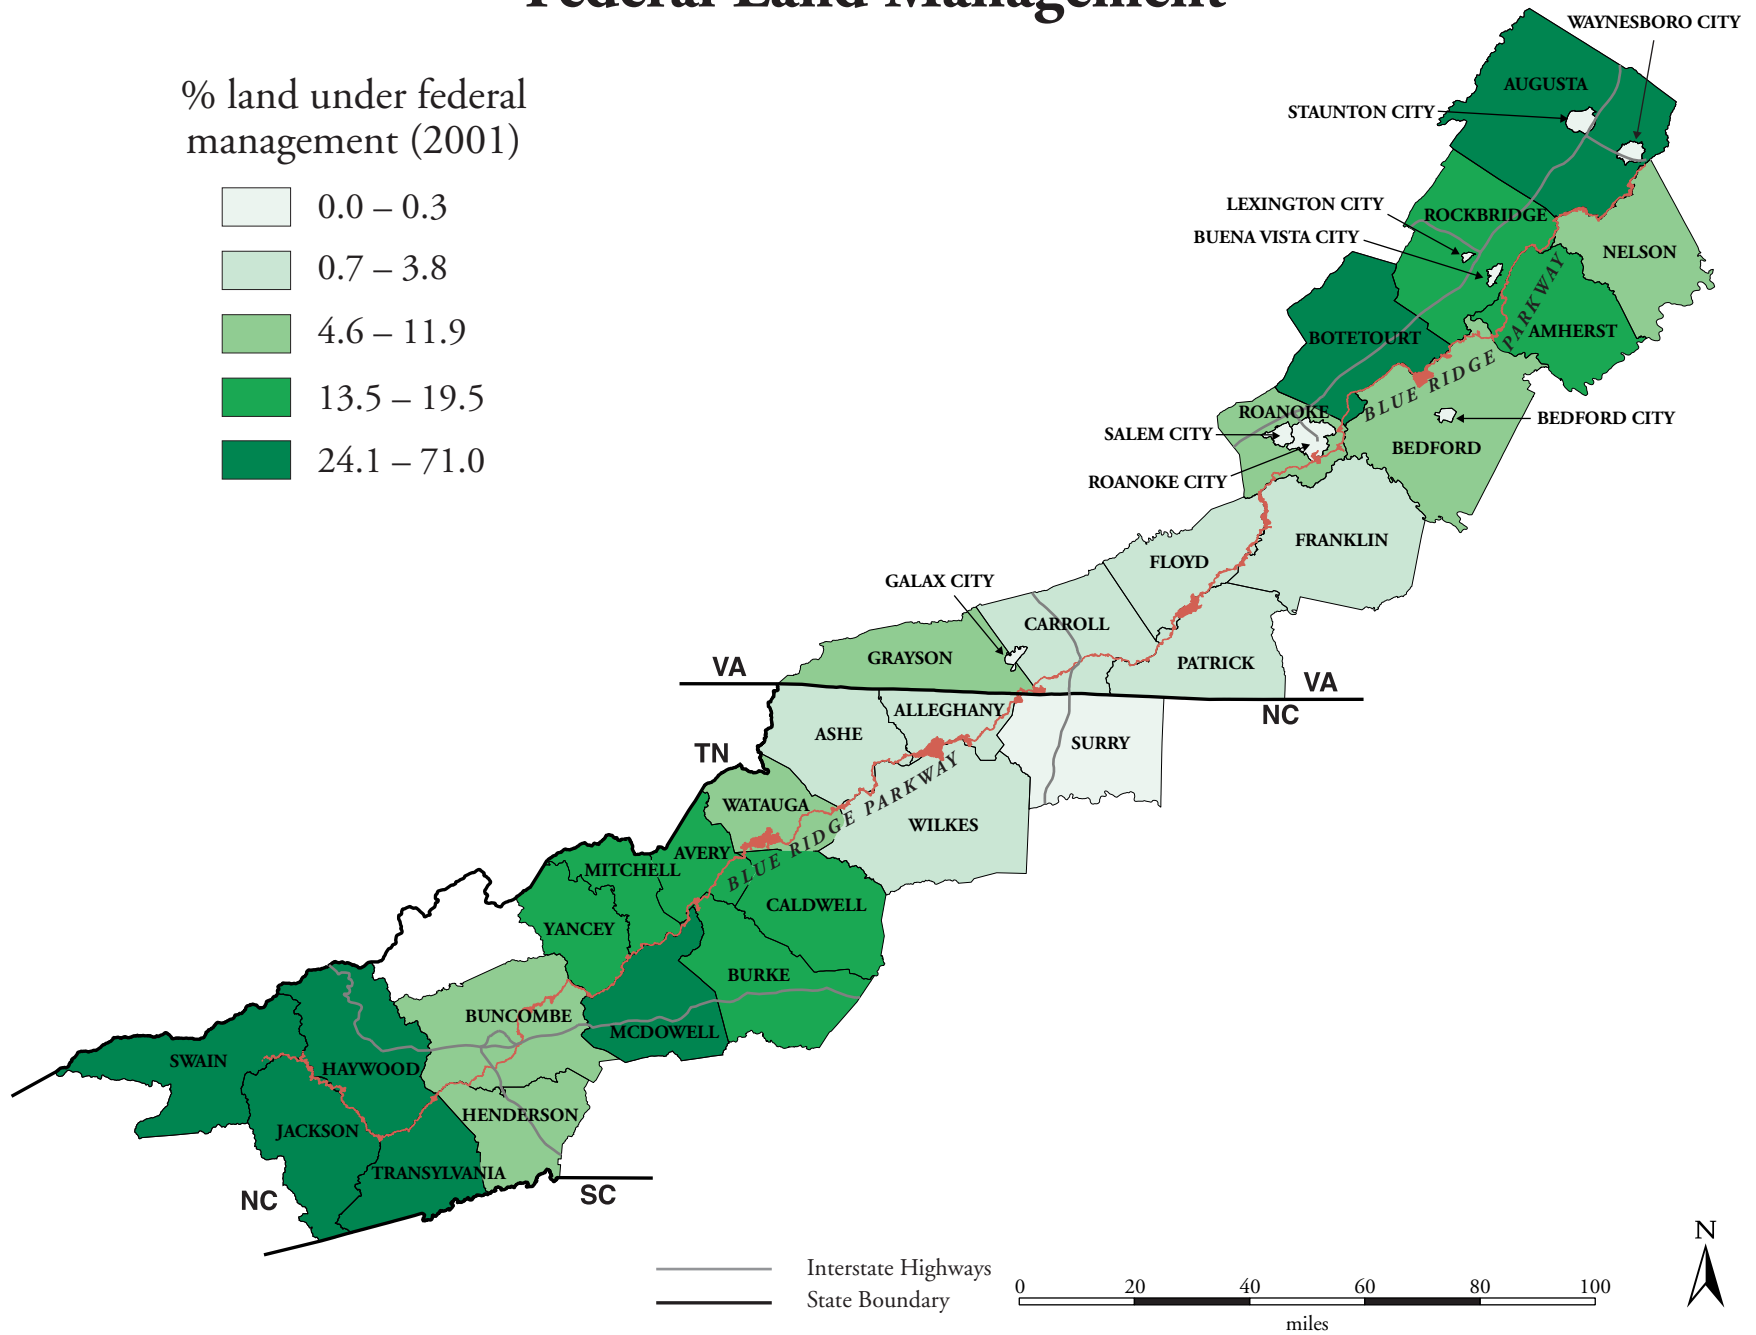 Federal Land Management
% land under federal
management (2001)
0.0 – 0.3
0.7 – 3.8
4.6 – 11.9
13.5 – 19.5
24.1 – 71.0
WAYNESBORO CITY
AUGUSTA
STAUNTON CITY
LEXINGTON CITY
ROCKBRIDGE
BUENA VISTA CITY
NELSON
BLUE RIDGE PARKWAY
AMHERST
BOTETOURT
ROANOKE
BEDFORD CITY
SALEM CITY
BEDFORD
ROANOKE CITY
FRANKLIN
FLOYD
GALAX CITY
CARROLL
GRAYSON
PATRICK
VA
VA
NC
ALLEGHANY
ASHE
SURRY
TN
WATAUGA
BLUE RIDGE PARKWAY
WILKES
AVERY
MITCHELL
CALDWELL
YANCEY
BURKE
BUNCOMBE
MCDOWELL
SWAIN
HAYWOOD
HENDERSON
JACKSON
TRANSYLVANIA
NC
SC
Interstate Highways
State Boundary
0 20 40 60 80 100
miles
N